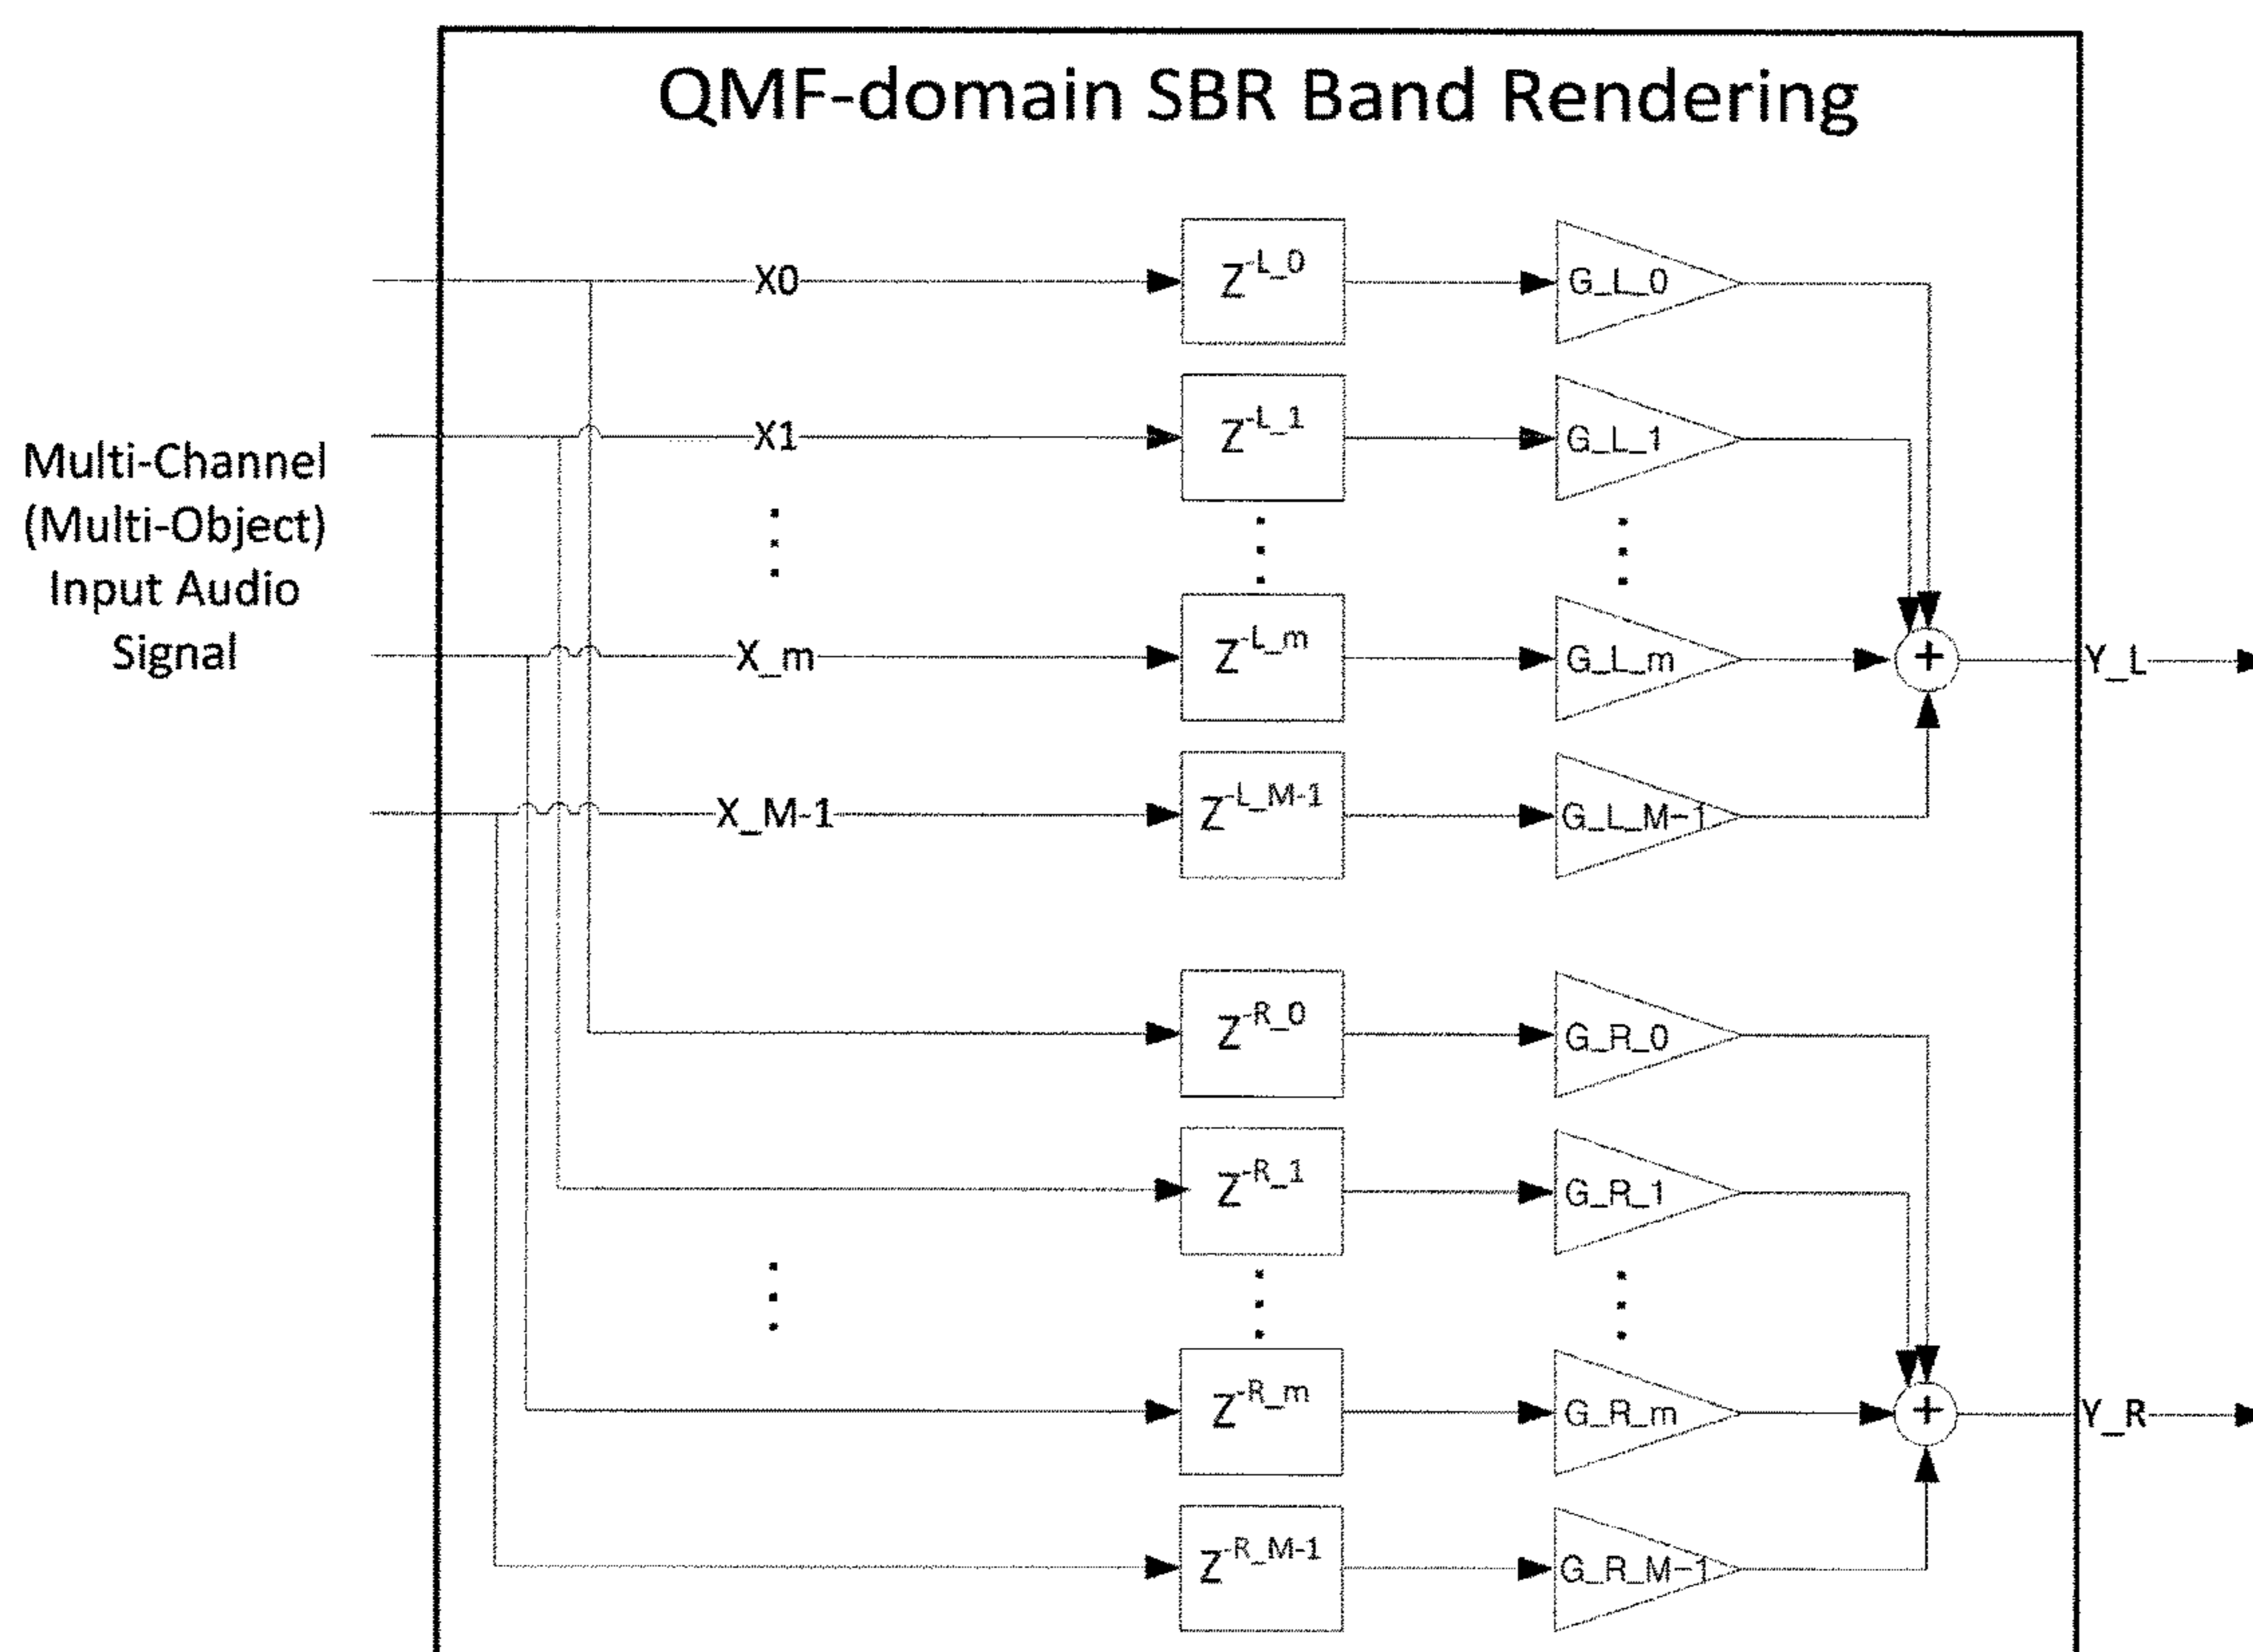 QMF-domain SBR Band Rendering
Multi-Channel
(Multi-Object)
Input Audio
Signal
X0
Z^-L_0
G_L_0
X1
Z^-L_1
G_L_1
X_m
Z^-L_m
G_L_m
+
Y_L
X_M-1
Z^-L_M-1
G_L_M-1
Z^-R_0
G_R_0
Z^-R_1
G_R_1
Z^-R_m
G_R_m
+
Y_R
Z^-R_M-1
G_R_M-1